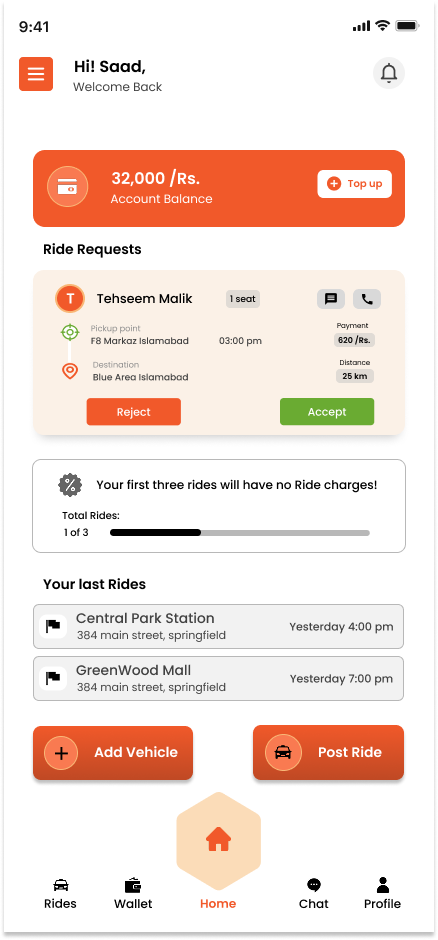 9:41
Hi! Saad,
Welcome Back
32,000 /Rs.
Account Balance
Top up
Ride Requests
T
Tehseem Malik
1 seat
Pickup point
F8 Markaz Islamabad
03:00 pm
Payment
620 /Rs.
Destination
Blue Area Islamabad
Distance
25 km
Reject
Accept
Your first three rides will have no Ride charges!
Total Rides:
1 of 3
Your last Rides
Central Park Station
384 main street, springfield
Yesterday 4:00 pm
GreenWood Mall
384 main street, springfield
Yesterday 7:00 pm
Add Vehicle
Post Ride
Rides
Wallet
Home
Chat
Profile